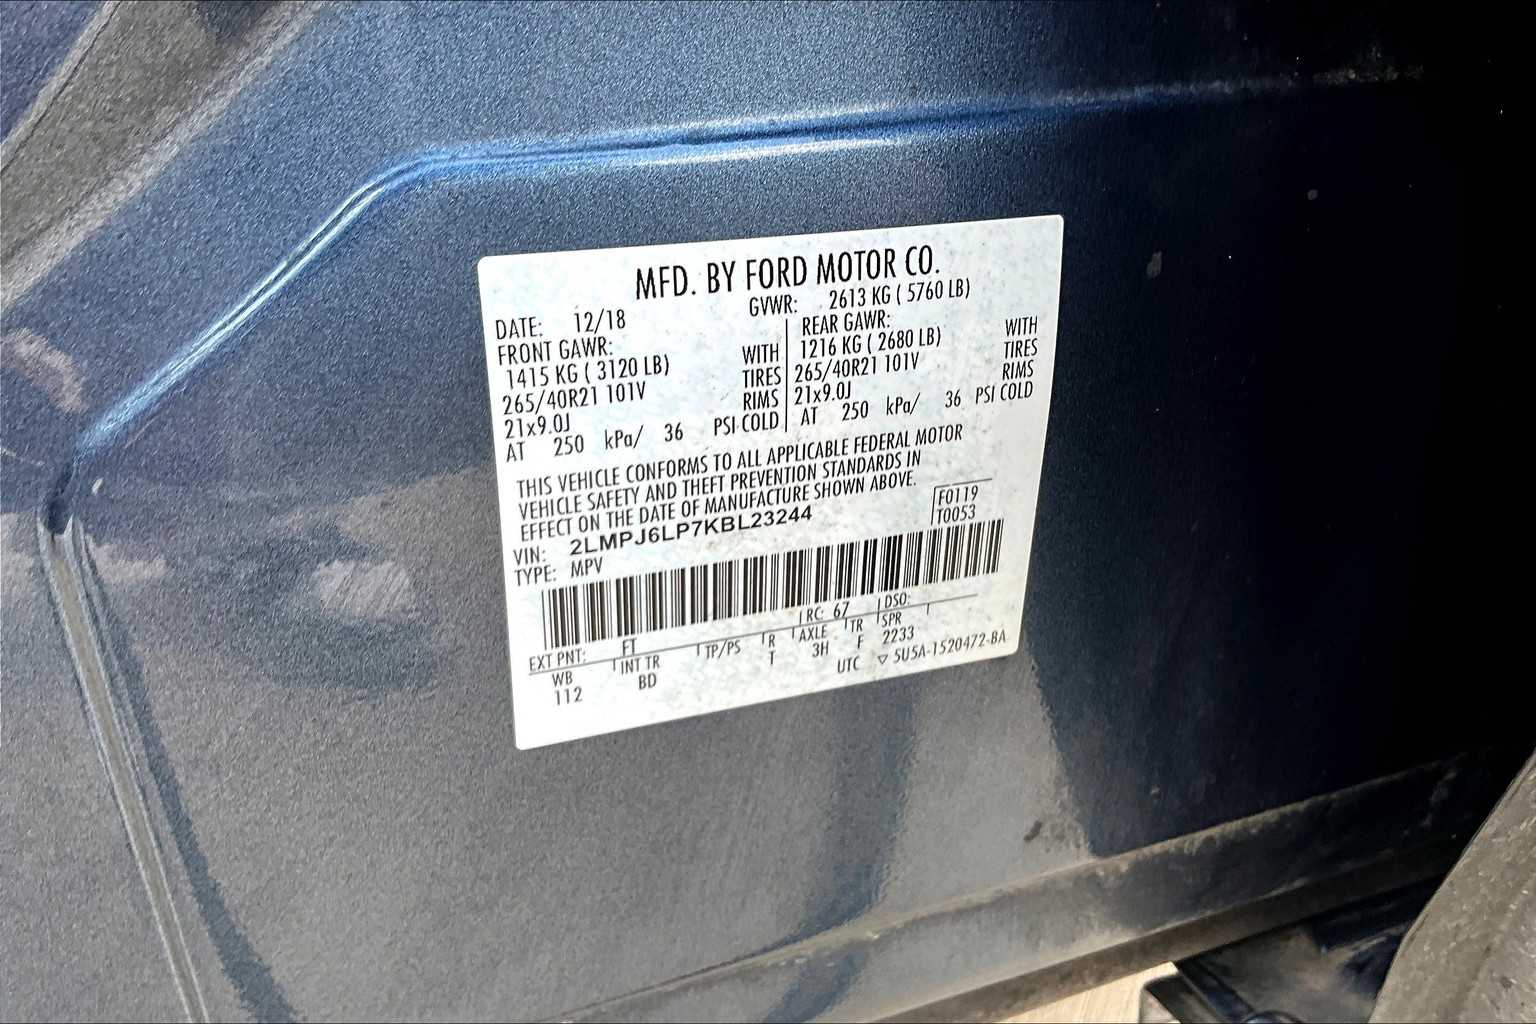 MFD. BY FORD MOTOR CO.
DATE: 12/18 GVWR: 2613 KG ( 5760 LB)
FRONT GAWR:
1415 KG ( 3120 LB) WITH
265/40R21 101V TIRES
21x9.0J RIMS
AT 250 kPa/ 36 PSI COLD
REAR GAWR:
1216 KG ( 2680 LB) WITH
265/40R21 101V TIRES
21x9.0J RIMS
AT 250 kPa/ 36 PSI COLD
THIS VEHICLE CONFORMS TO ALL APPLICABLE FEDERAL MOTOR
VEHICLE SAFETY AND THEFT PREVENTION STANDARDS IN
EFFECT ON THE DATE OF MANUFACTURE SHOWN ABOVE.
F0119
T0053
VIN: 2LMPJ6LP7KBL23244
TYPE: MPV
EXT PNT: FT RC: 67 DSO:
WB INT TR TP/PS R AXLE TR SPR
112 BD T 3H F 2233
UTC ▽ 5U5A-1520472-BA